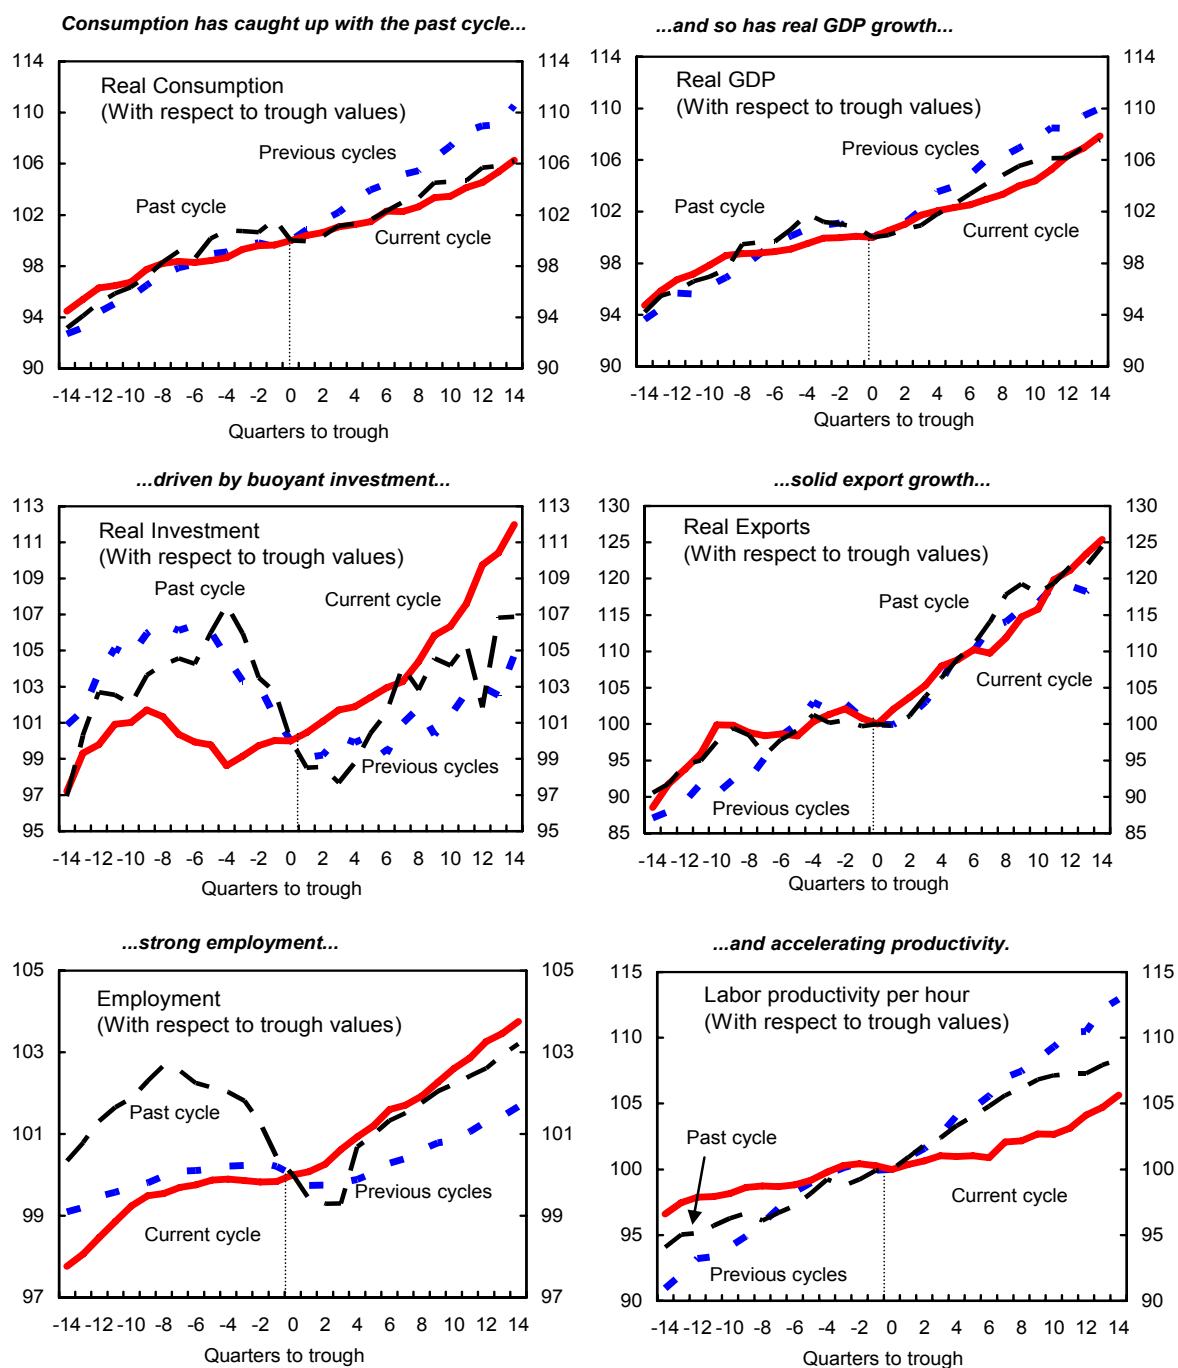 Consumption has caught up with the past cycle...
114 114
Real Consumption
(With respect to trough values)
110 110
Previous cycles
106 106
Past cycle
102 102
Current cycle
98 98
94 94
90 90
-14 -12 -10 -8 -6 -4 -2 0 2 4 6 8 10 12 14
Quarters to trough
...and so has real GDP growth...
114 114
Real GDP
(With respect to trough values)
110 110
Previous cycles
106 106
Past cycle
102 102
Current cycle
98 98
94 94
90 90
-14 -12 -10 -8 -6 -4 -2 0 2 4 6 8 10 12 14
Quarters to trough
...driven by buoyant investment...
113 113
Real Investment
(With respect to trough values)
111 111
109 109
Past cycle
Current cycle
107 107
105 105
103 103
101 101
99 99
Previous cycles
97 97
95 95
-14 -12 -10 -8 -6 -4 -2 0 2 4 6 8 10 12 14
Quarters to trough
...solid export growth...
130 130
Real Exports
(With respect to trough values)
125 125
120 120
Past cycle
115 115
110 110
105 105
Current cycle
100 100
95 95
90 90
Previous cycles
85 85
-14 -12 -10 -8 -6 -4 -2 0 2 4 6 8 10 12 14
Quarters to trough
...strong employment...
105 105
Employment
(With respect to trough values)
103 103
Past cycle
101 101
Previous cycles
99 99
Current cycle
97 97
-14 -12 -10 -8 -6 -4 -2 0 2 4 6 8 10 12 14
Quarters to trough
...and accelerating productivity.
115 115
Labor productivity per hour
(With respect to trough values)
110 110
105 105
Past cycle
100 100
Current cycle
95 95
Previous cycles
90 90
-14 -12 -10 -8 -6 -4 -2 0 2 4 6 8 10 12 14
Quarters to trough